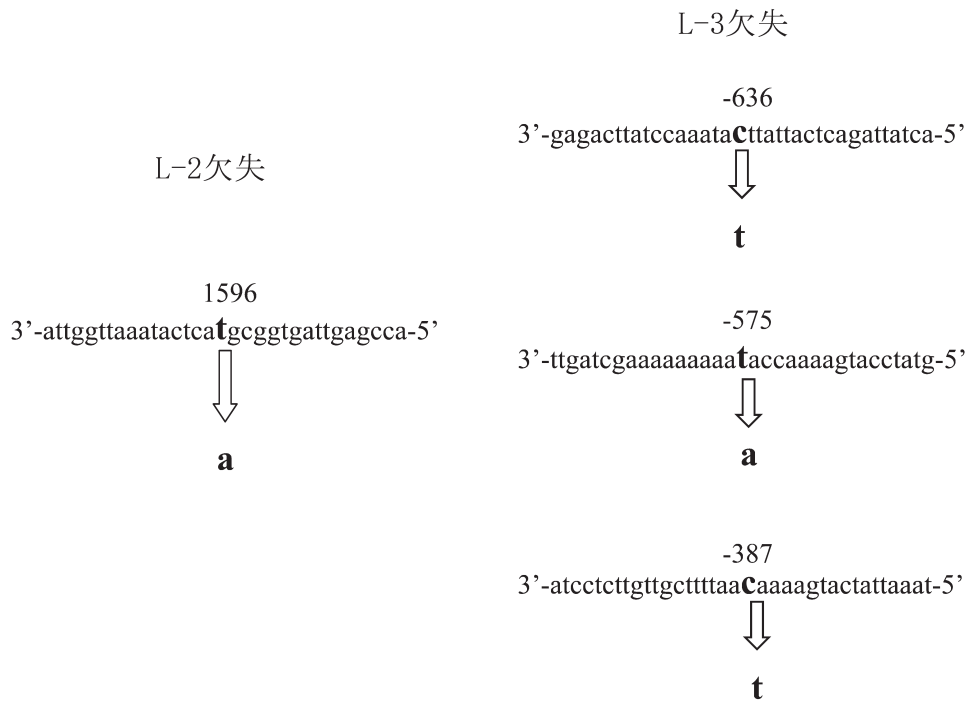 L-2欠失
1596
3’-attggttaaatactcatgcggtgattgagcca-5’
a
L-3欠失
-636
3’-gagacttatccaaatacttattactcagattatca-5’
t
-575
3’-ttgatcgaaaaaaaaaataccaaaagtacctatg-5’
a
-387
3’-atcctcttgttgcttttaacaaaagtactattaaat-5’
t